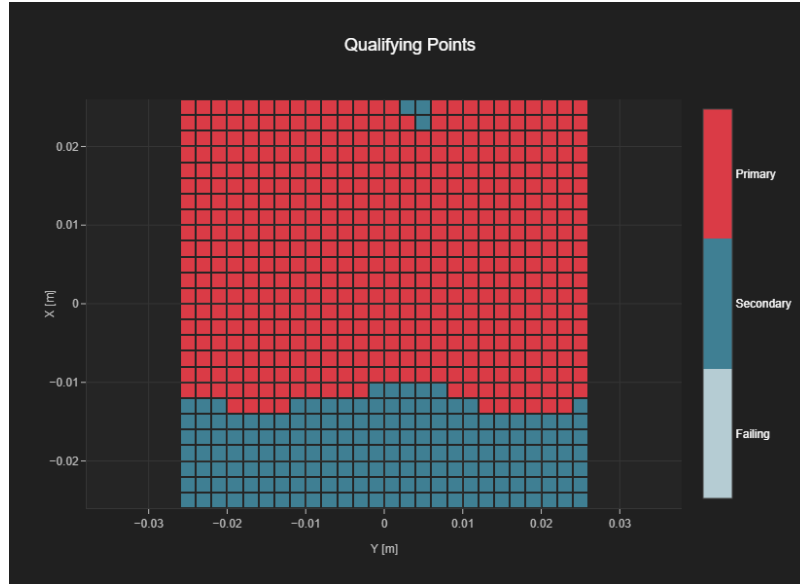 Qualifying Points
0.02
0.01
0
−0.01
−0.02
X [m]
−0.03
−0.02
−0.01
0
0.01
0.02
0.03
Y [m]
Primary
Secondary
Failing